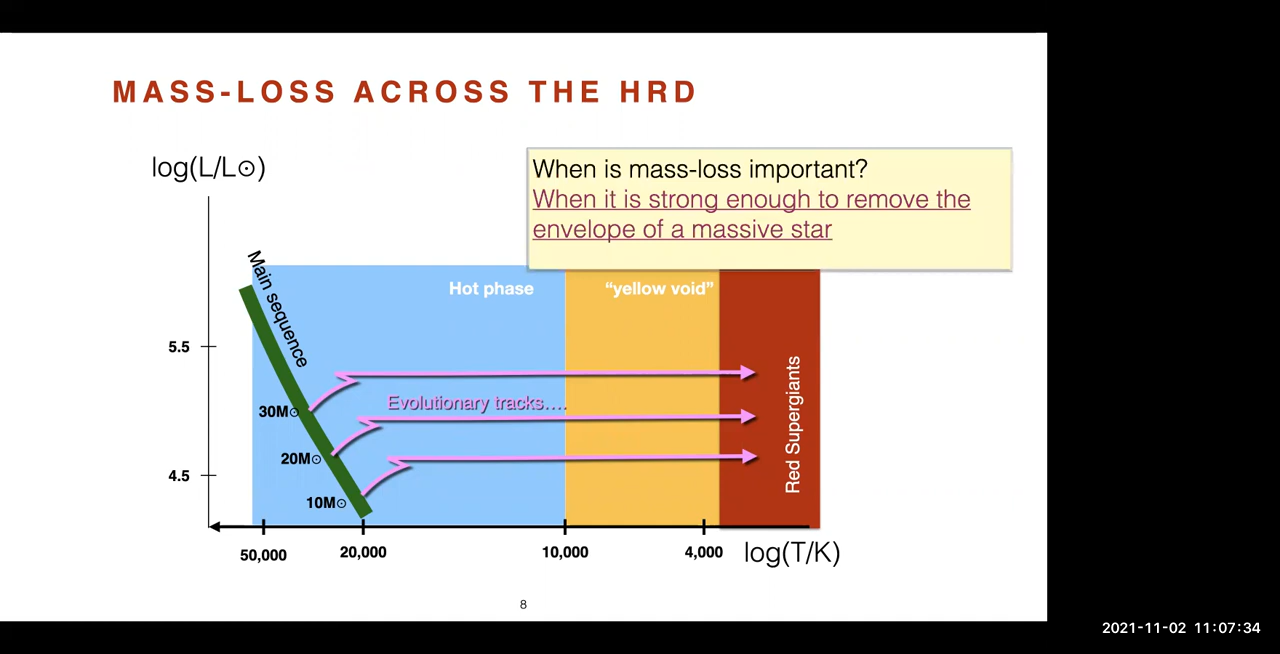 MASS-LOSS ACROSS THE HRD
log(L/L⊙)
When is mass-loss important?
When it is strong enough to remove the
envelope of a massive star
Main sequence
Hot phase
“yellow void”
Red Supergiants
5.5
4.5
30M⊙
20M⊙
10M⊙
Evolutionary tracks....
50,000
20,000
10,000
4,000
log(T/K)
8
2021-11-02 11:07:34